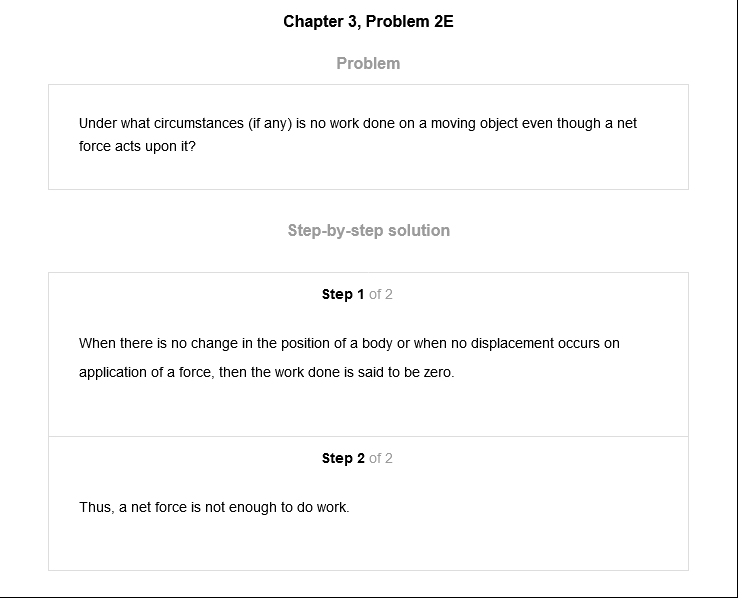 Chapter 3, Problem 2E
Problem
Under what circumstances (if any) is no work done on a moving object even though a net
force acts upon it?
Step-by-step solution
Step 1 of 2
When there is no change in the position of a body or when no displacement occurs on
application of a force, then the work done is said to be zero.
Step 2 of 2
Thus, a net force is not enough to do work.